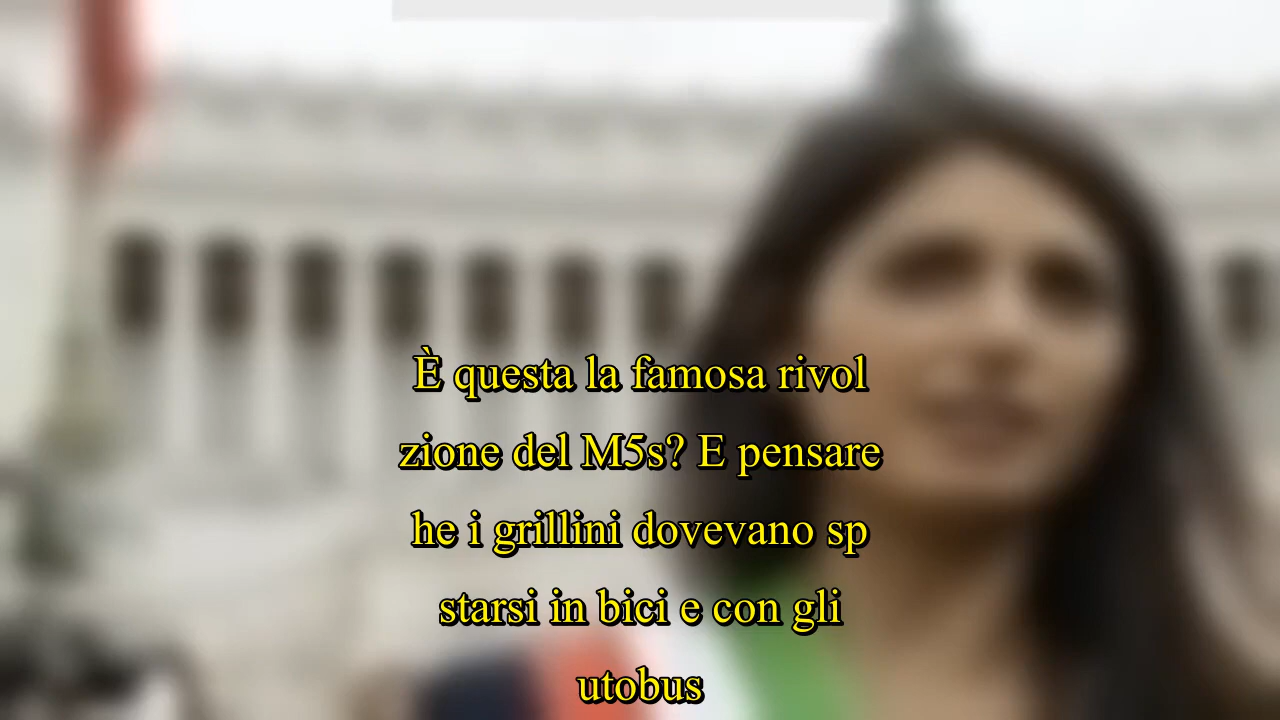 È questa la famosa rivol
zione del M5s? E pensare
he i grillini dovevano sp
starsi in bici e con gli
utobus